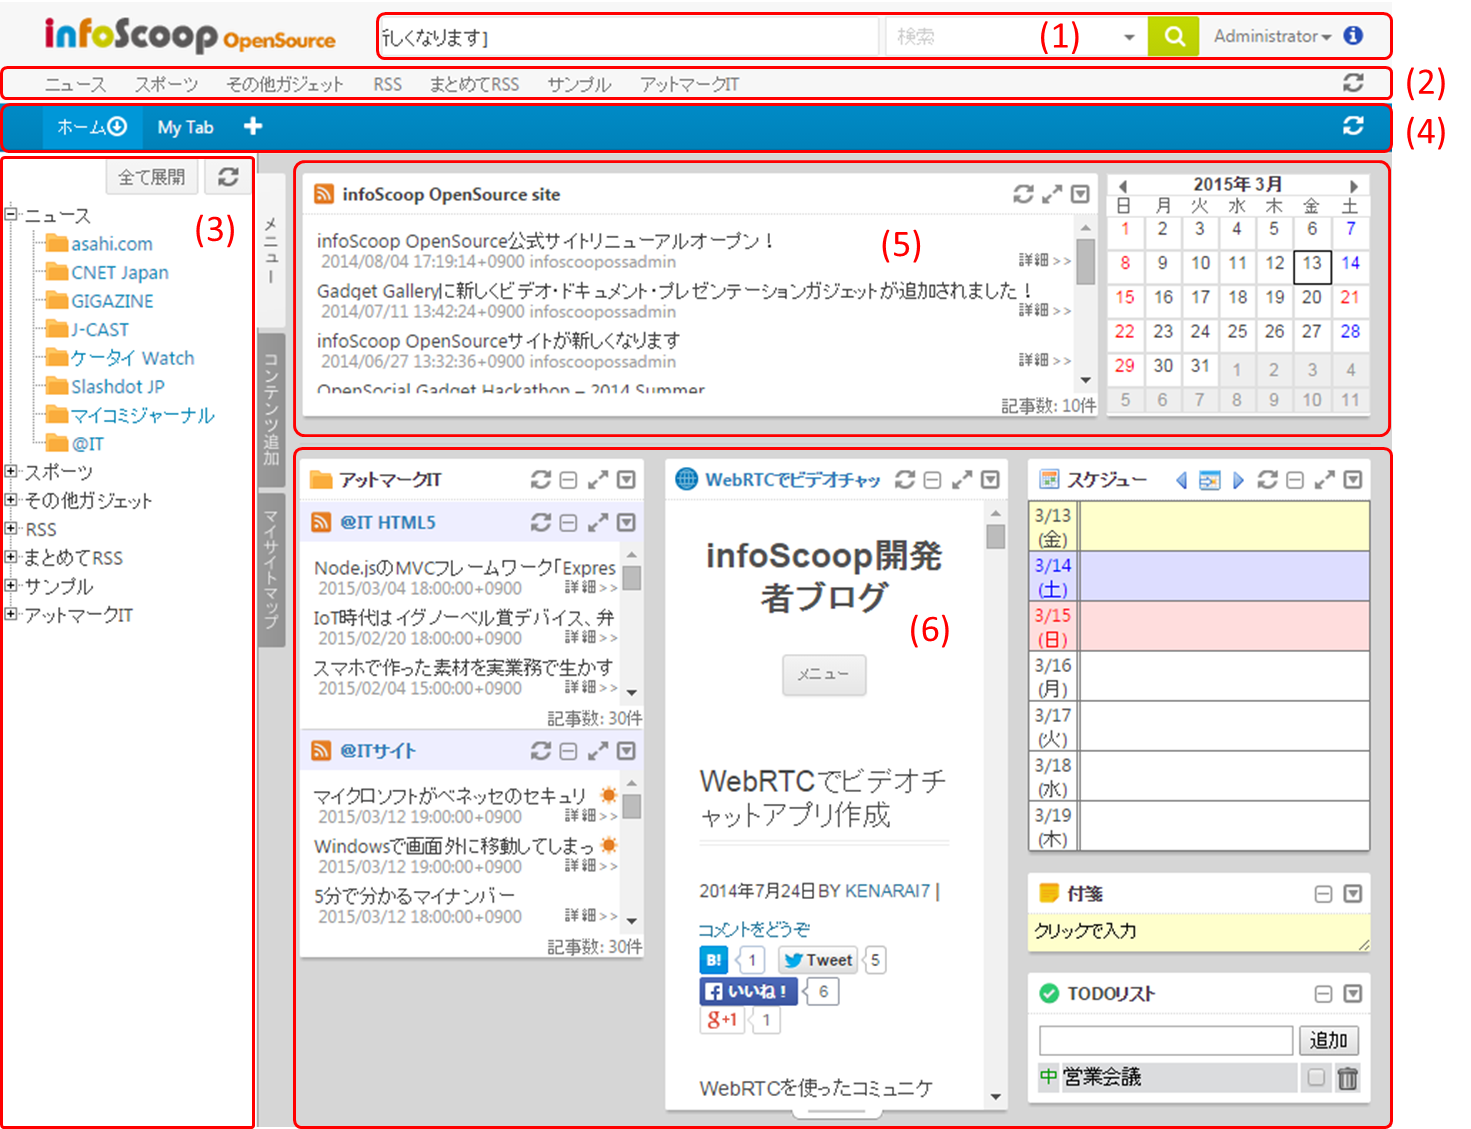 infoScoop OpenSource
しくなります］
検索
(1)
Administrator
ニュース スポーツ その他ガジェット RSS まとめてRSS サンプル アットマークIT
(2)
ホーム My Tab
(4)
全て展開
(3)
ニュース
asahi.com
CNET Japan
GIGAZINE
J-CAST
ケータイ Watch
Slashdot JP
マイコミジャーナル
@IT
スポーツ
その他ガジェット
RSS
まとめてRSS
サンプル
アットマークIT
メニュー
コンテンツ追加
マイサイトマップ
infoScoop OpenSource site
(5)
infoScoop OpenSource公式サイトリニューアルオープン！
2014/08/04 17:19:14+0900 infoscoopossadmin
詳細>>
Gadget Galleryに新しくビデオ・ドキュメント・プレゼンテーションガジェットが追加されました！
2014/07/11 13:42:24+0900 infoscoopossadmin
詳細>>
infoScoop OpenSourceサイトが新しくなります
2014/06/27 13:32:36+0900 infoscoopossadmin
詳細>>
OpenSocial Gadget Hackathon – 2014 Summer
記事数: 10件
2015年 3月
日 月 火 水 木 金 土
1 2 3 4 5 6 7
8 9 10 11 12 13 14
15 16 17 18 19 20 21
22 23 24 25 26 27 28
29 30 31 1 2 3 4
5 6 7 8 9 10 11
アットマークIT
@IT HTML5
Node.jsのMVCフレームワーク「Expres
2015/03/04 18:00:00+0900 詳細>>
IoT時代はイグノーベル賞デバイス、弁
2015/02/20 18:00:00+0900 詳細>>
スマホで作った素材を実業務で生かす
2015/02/04 15:00:00+0900 詳細>>
記事数: 30件
@ITサイト
マイクロソフトがベネッセのセキュリ
2015/03/12 19:00:00+0900 詳細>>
Windowsで画面外に移動してしまっ
2015/03/12 19:00:00+0900 詳細>>
5分で分かるマイナンバー
2015/03/12 18:00:00+0900 詳細>>
記事数: 30件
WebRTCでビデオチャッ
infoScoop開発
者ブログ
(6)
メニュー
WebRTCでビデオチ
ャットアプリ作成
2014年7月24日BY KENARAI7 |
コメントをどうぞ
B! 1 Tweet 5
いいね！ 6
g+1 1
WebRTCを使ったコミュニケ
スケジュー
3/13
(金)
3/14
(土)
3/15
(日)
3/16
(月)
3/17
(火)
3/18
(水)
3/19
(木)
付箋
クリックで入力
TODOリスト
追加
中 営業会議